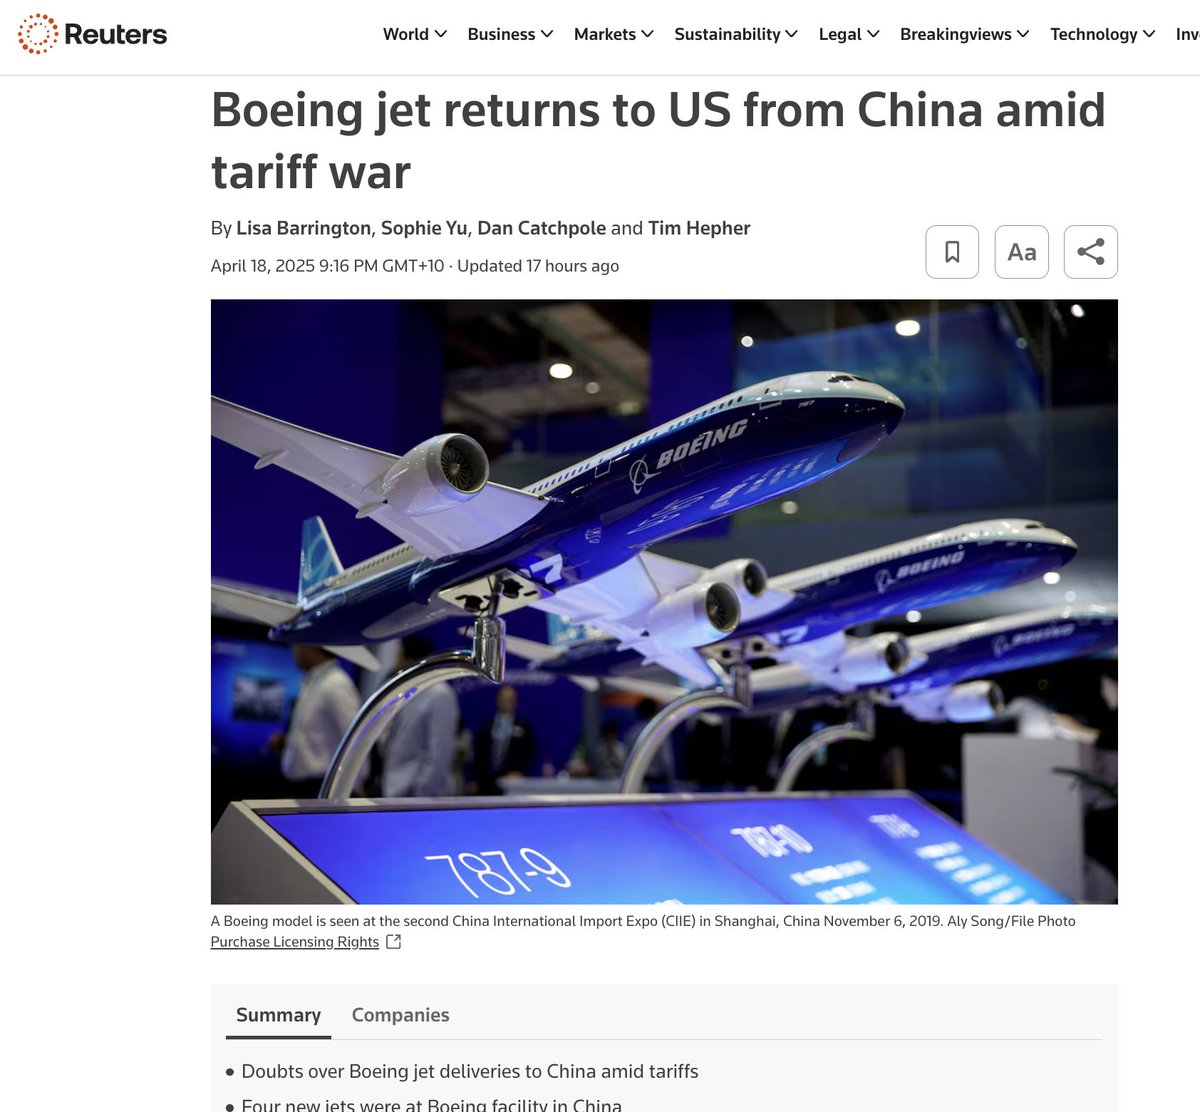 Reuters
World Business Markets Sustainability Legal Breakingviews Technology Inv
Boeing jet returns to US from China amid
tariff war
By Lisa Barrington, Sophie Yu, Dan Catchpole and Tim Hepher
April 18, 2025 9:16 PM GMT+10 · Updated 17 hours ago
Aa
BOEING
BOEING
BOEING
787-9
787-10
A Boeing model is seen at the second China International Import Expo (CIIE) in Shanghai, China November 6, 2019. Aly Song/File Photo
Purchase Licensing Rights
Summary Companies
• Doubts over Boeing jet deliveries to China amid tariffs
• Four new jets were at Boeing facility in China